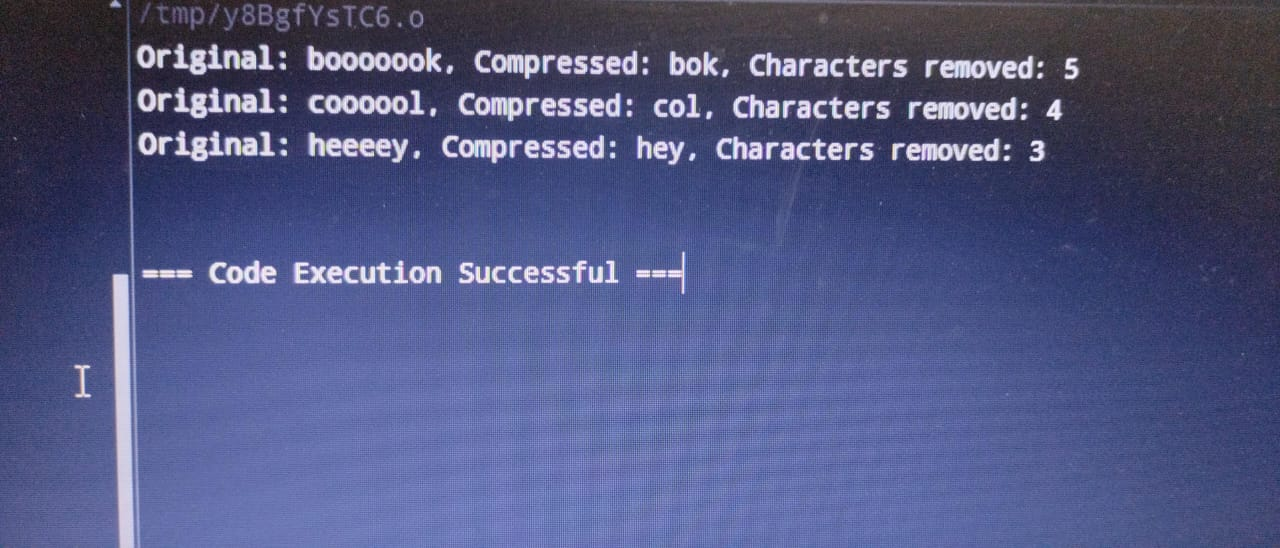 /tmp/y8BgfYsTC6.o
Original: booooook, Compressed: bok, Characters removed: 5
Original: coooool, Compressed: col, Characters removed: 4
Original: heeeey, Compressed: hey, Characters removed: 3
=== Code Execution Successful ===